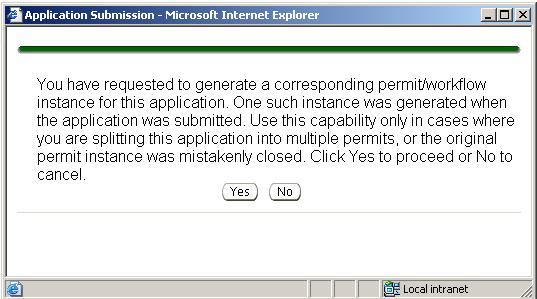 Application Submission - Microsoft Internet Explorer
You have requested to generate a corresponding permit/workflow
instance for this application. One such instance was generated when
the application was submitted. Use this capability only in cases where
you are splitting this application into multiple permits, or the original
permit instance was mistakenly closed. Click Yes to proceed or No to
cancel.
Yes No
Local intranet